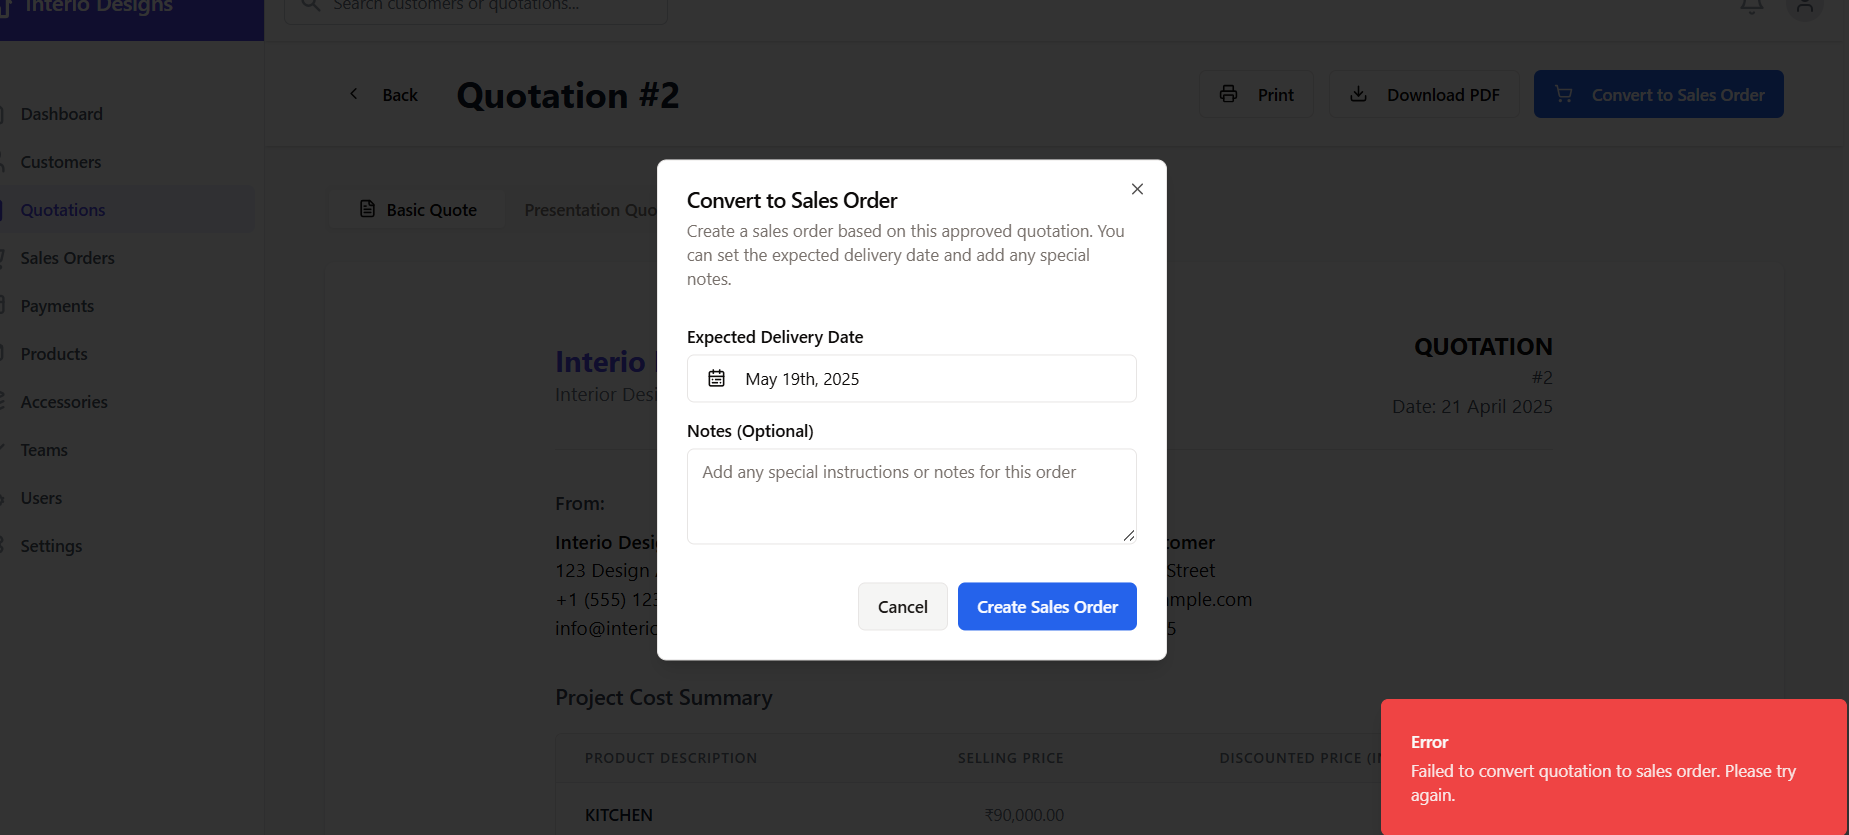 Interio Designs
Search customers or quotations...
Back
Quotation #2
Print
Download PDF
Convert to Sales Order
Dashboard
Customers
Quotations
Sales Orders
Payments
Products
Accessories
Teams
Users
Settings
Basic Quote
Presentation Quo
Convert to Sales Order
Create a sales order based on this approved quotation. You
can set the expected delivery date and add any special
notes.
Expected Delivery Date
May 19th, 2025
Notes (Optional)
Add any special instructions or notes for this order
Cancel
Create Sales Order
Interio
Interior Desi
QUOTATION
#2
Date: 21 April 2025
From:
Interio Desi
tomer
123 Design
Street
+1 (555) 123
mple.com
info@interio
5
Project Cost Summary
PRODUCT DESCRIPTION
SELLING PRICE
DISCOUNTED PRICE (IN
KITCHEN
₹90,000.00
Error
Failed to convert quotation to sales order. Please try
again.